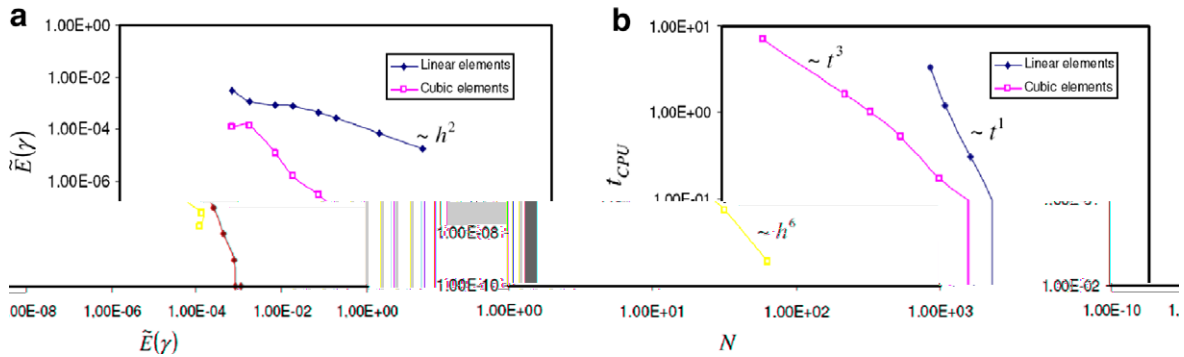 a
1.00E+00
1.00E-02
1.00E-04
1.00E-06
Ẽ(γ)
Linear elements
Cubic elements
~ h²
b
1.00E+01
1.00E+00
1.00E-01
t_CPU
~ t³
Linear elements
Cubic elements
~ t¹
1.00E-08
1.00E-10
~ h⁶
1.00E-02
0E-08
1.00E-06
1.00E-04
1.00E-02
1.00E+00
1.00E+00
1.00E+01
1.00E+02
1.00E+03
1.00E-10
Ẽ(γ)
N